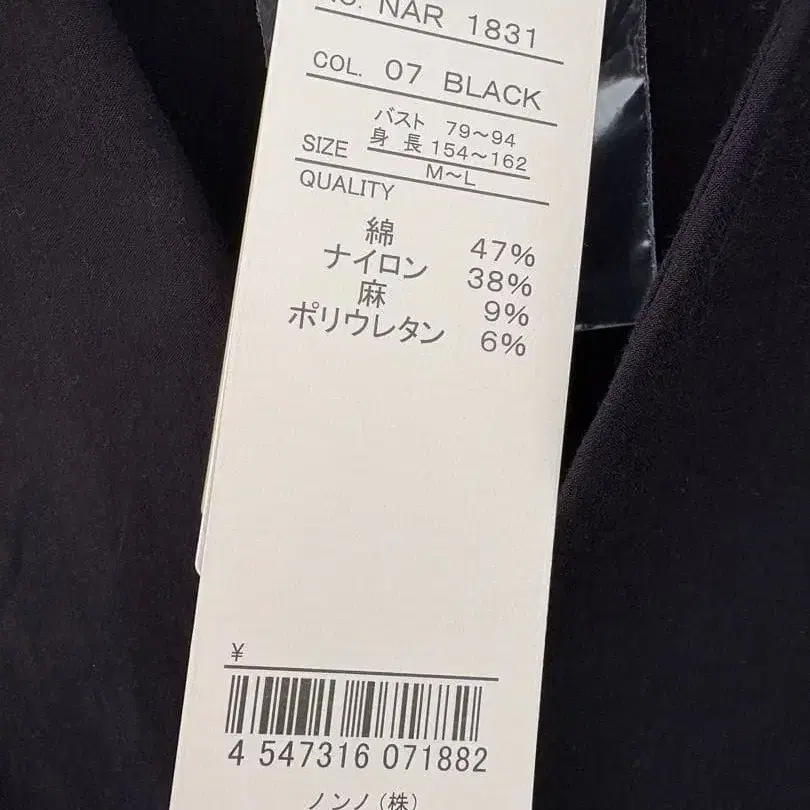 NO. NAR 1831
COL. 07 BLACK
バスト 79〜94
身長 154〜162
SIZE M〜L
QUALITY
綿 47%
ナイロン 38%
麻 9%
ポリウレタン 6%
¥
4 547316 071882
ノンノ(株)